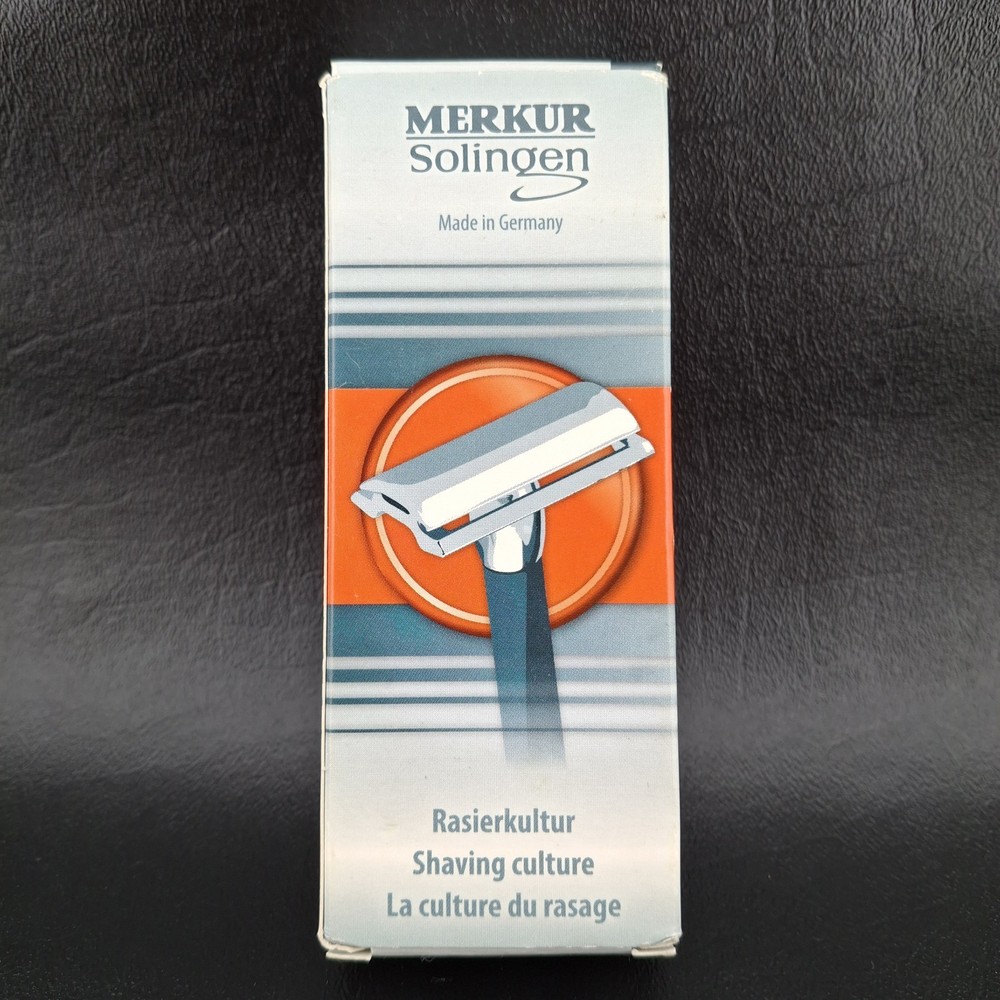 MERKUR
Solingen
Made in Germany
Rasierkultur
Shaving culture
La culture du rasage